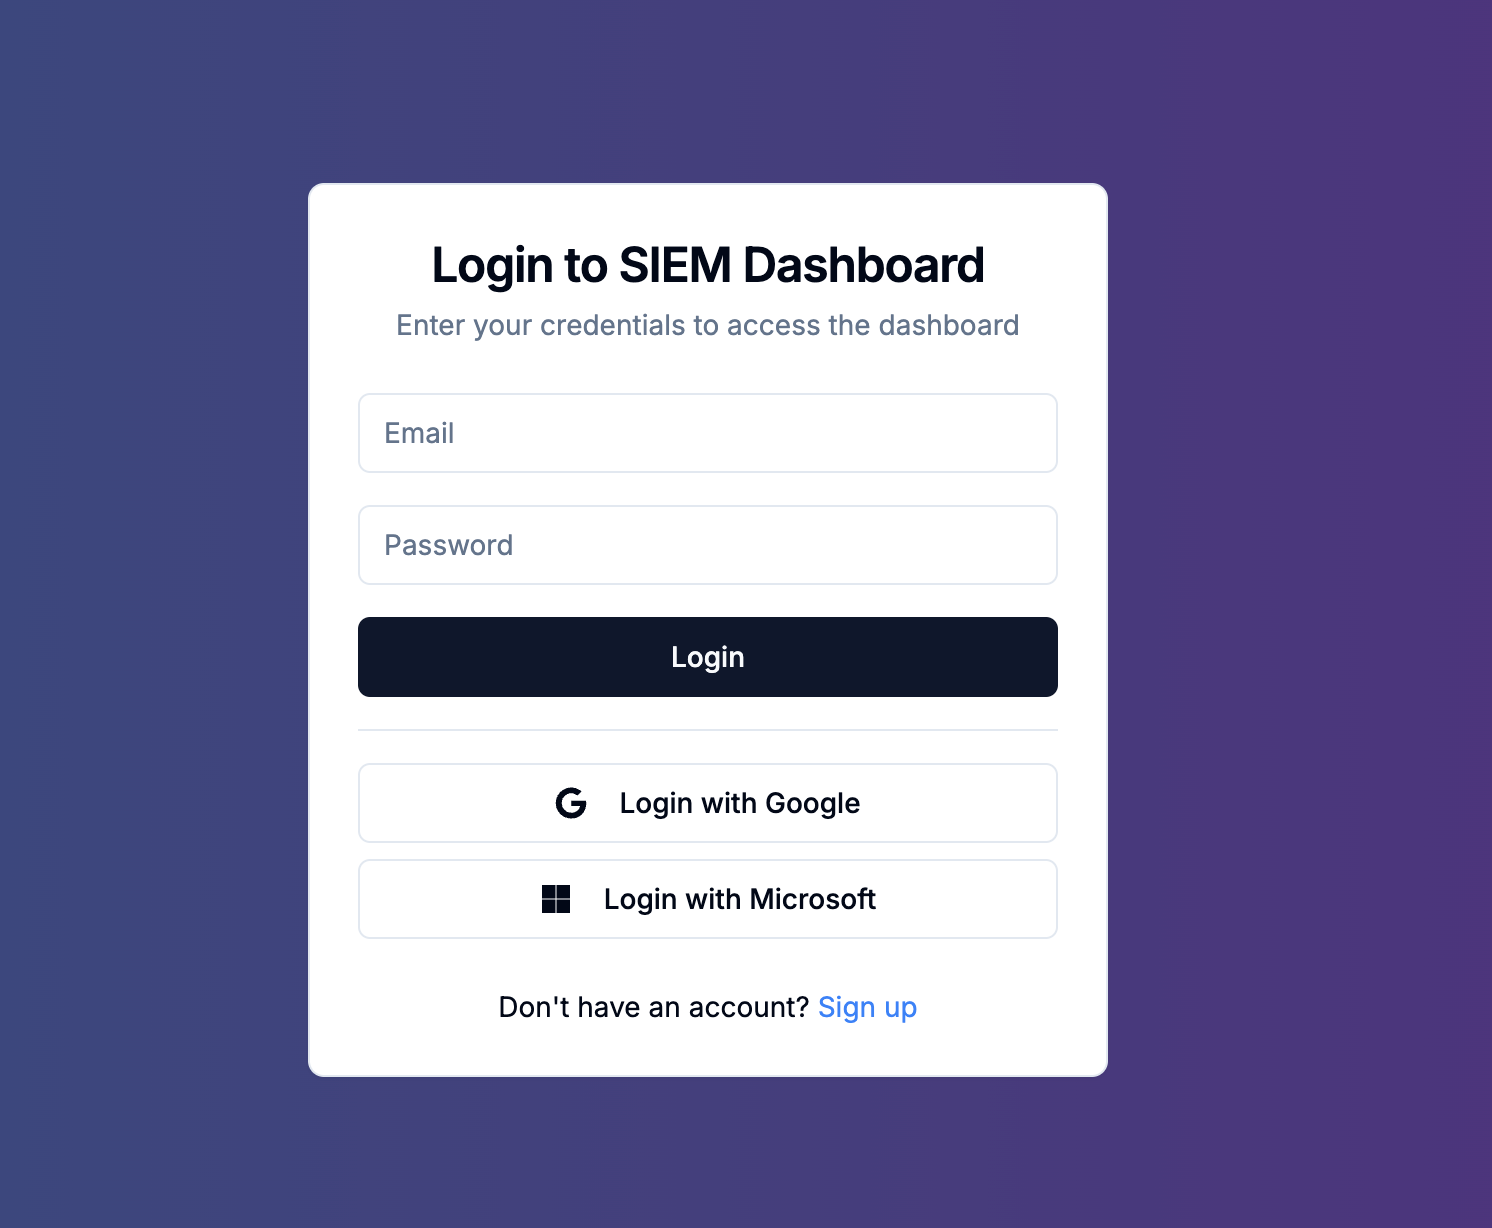 Login to SIEM Dashboard
Enter your credentials to access the dashboard
Email
Password
Login
Login with Google
Login with Microsoft
Don't have an account? Sign up